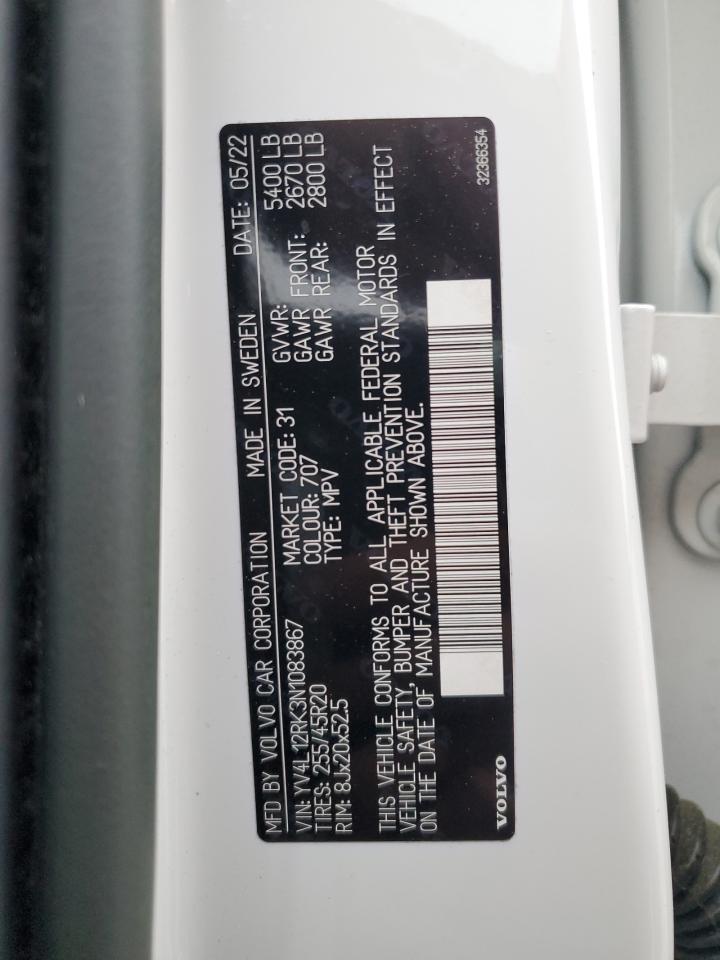 MFD BY VOLVO CAR CORPORATION MADE IN SWEDEN DATE: 05/22
VIN: YV4L12RK3N1083867 MARKET CODE: 31 GVWR: 5400 LB
TIRES: 255/45R20 COLOUR: 707 GAWR FRONT: 2670 LB
RIM: 8Jx20x52.5 TYPE: MPV GAWR REAR: 2800 LB
THIS VEHICLE CONFORMS TO ALL APPLICABLE FEDERAL MOTOR
VEHICLE SAFETY, BUMPER AND THEFT PREVENTION STANDARDS IN EFFECT
ON THE DATE OF MANUFACTURE SHOWN ABOVE.
VOLVO 32366354